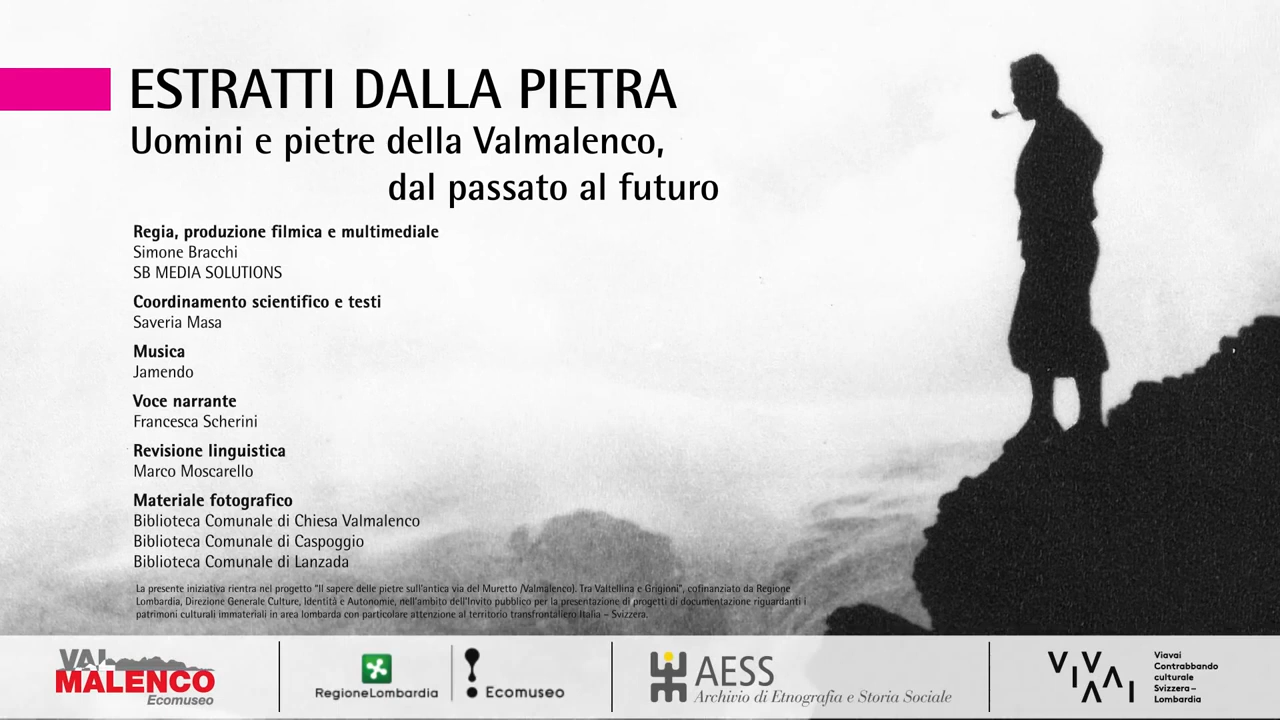 ESTRATTI DALLA PIETRA
Uomini e pietre della Valmalenco,
dal passato al futuro
Regia, produzione filmica e multimediale
Simone Bracchi
SB MEDIA SOLUTIONS
Coordinamento scientifico e testi
Saveria Masa
Musica
Jamendo
Voce narrante
Francesca Scherini
Revisione linguistica
Marco Moscarello
Materiale fotografico
Biblioteca Comunale di Chiesa Valmalenco
Biblioteca Comunale di Caspoggio
Biblioteca Comunale di Lanzada
La presente iniziativa rientra nel progetto "Il sapere delle pietre sull'antica via del Muretto /Valmalenco). Tra Valtellina e Grigioni", cofinanziato da Regione
Lombardia, Direzione Generale Culture, Identità e Autonomie, nell'ambito dell'Invito pubblico per la presentazione di progetti di documentazione riguardanti i
patrimoni culturali immateriali in area lombarda con particolare attenzione al territorio transfrontaliero Italia – Svizzera.
VAL
MALENCO
Ecomuseo
RegioneLombardia
Ecomuseo
AESS
Archivio di Etnografia e Storia Sociale
VIAVAI
Viavai
Contrabbando
culturale
Svizzera–
Lombardia